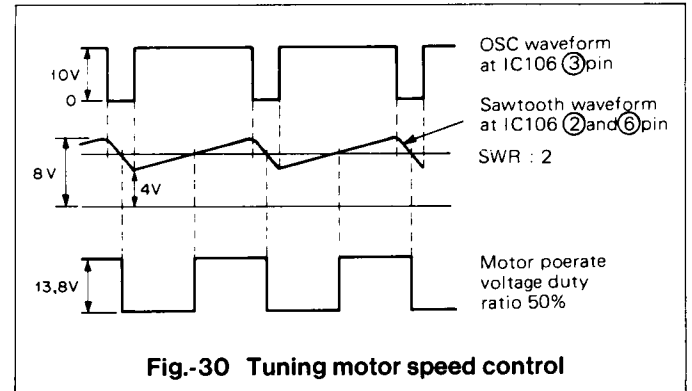 10V
0
OSC waveform
at IC106 ③pin
Sawtooth waveform
at IC106 ②and⑥pin
SWR : 2
8V
4V
13.8V
Motor poerate
voltage duty
ratio 50%
Fig.-30 Tuning motor speed control